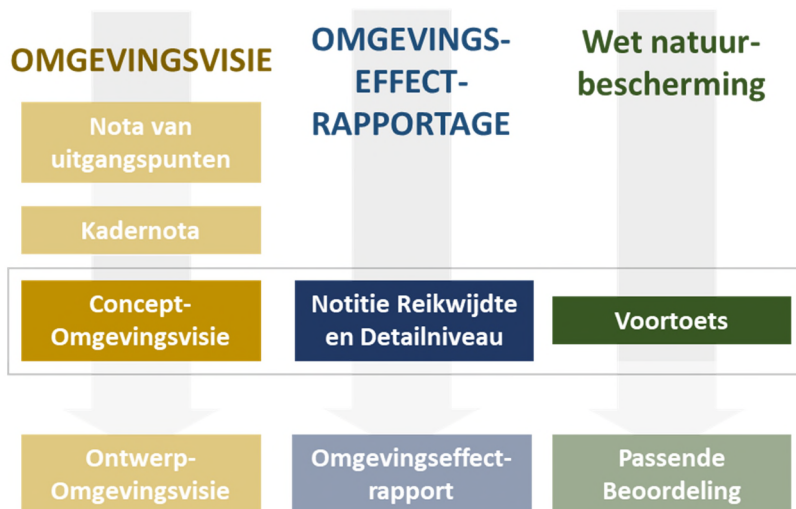 OMGEVINGSVISIE
OMGEVINGS-
EFFECT-
RAPPORTAGE
Wet natuur-
bescherming
Nota van
uitgangspunten
Kadernota
Concept-
Omgevingsvisie
Notitie Reikwijdte
en Detailniveau
Voortoets
Ontwerp-
Omgevingsvisie
Omgevingseffect-
rapport
Passende
Beoordeling